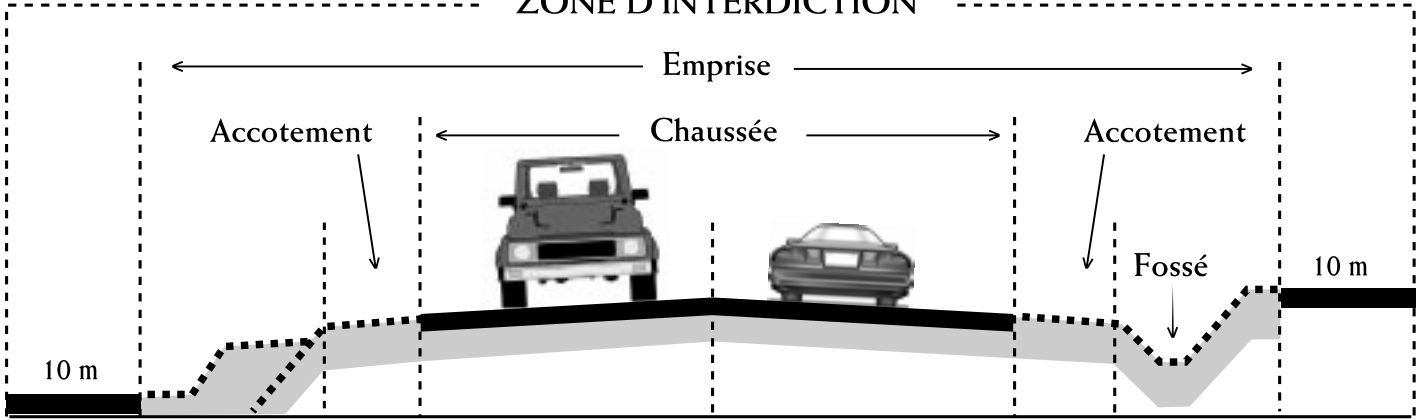 ZONE D'INTERDICTION
Emprise
Accotement
Chaussée
Accotement
Fossé
10 m
10 m